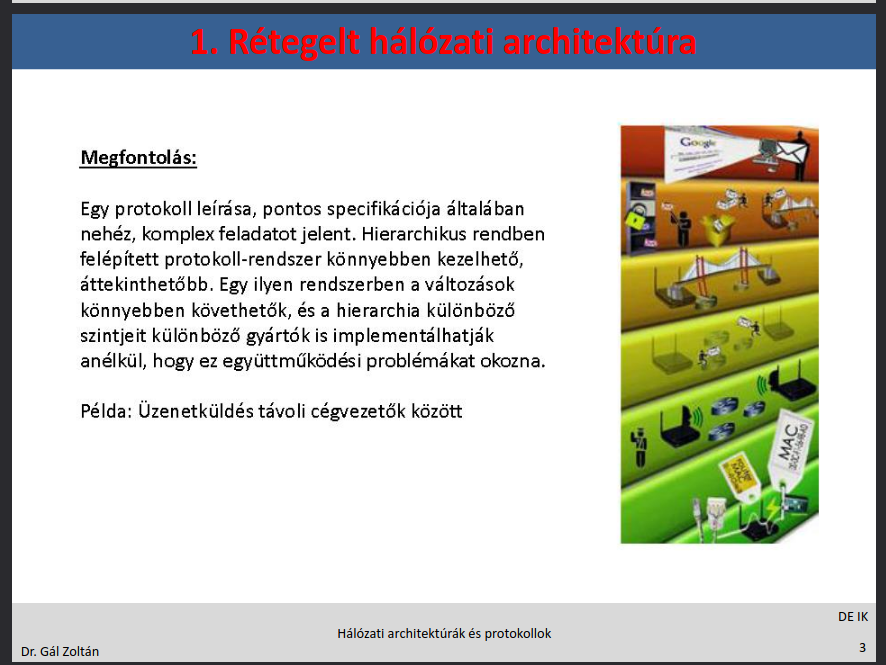 1. Rétegelt hálózati architektúra
Megfontolás:
Egy protokoll leírása, pontos specifikációja általában
nehéz, komplex feladatot jelent. Hierarchikus rendben
felépített protokoll-rendszer könnyebben kezelhető,
áttekinthetőbb. Egy ilyen rendszerben a változások
könnyebben követhetők, és a hierarchia különböző
szintjeit különböző gyártók is implementálhatják
anélkül, hogy ez együttműködési problémákat okozna.
Példa: Üzenetküldés távoli cégvezetők között
Google
MAC
router
MAC
DE IK
Hálózati architektúrák és protokollok
Dr. Gál Zoltán
3